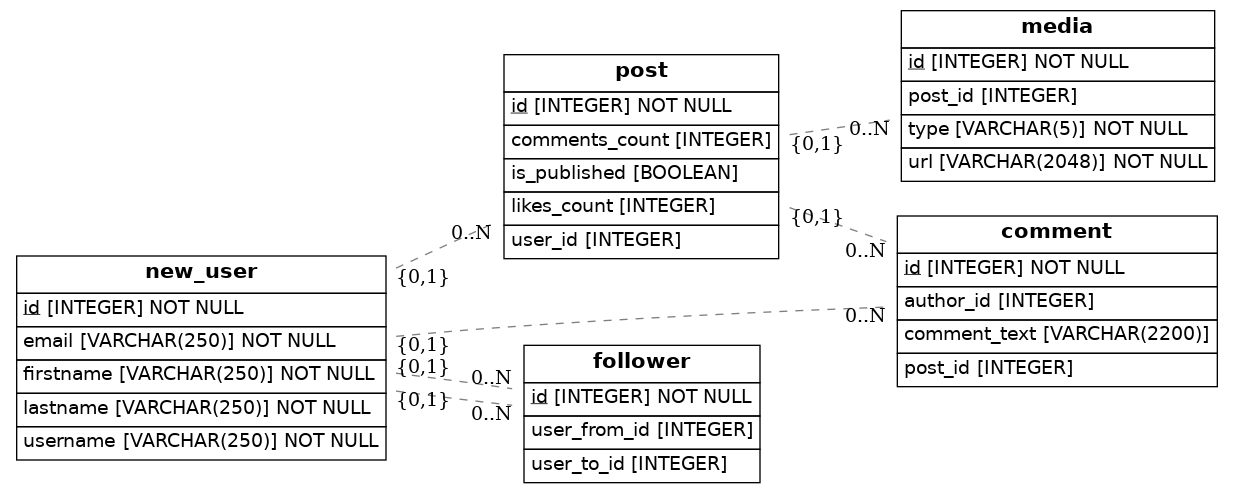 media
id [INTEGER] NOT NULL
post_id [INTEGER]
type [VARCHAR(5)] NOT NULL
url [VARCHAR(2048)] NOT NULL
post
id [INTEGER] NOT NULL
comments_count [INTEGER]
is_published [BOOLEAN]
likes_count [INTEGER]
user_id [INTEGER]
0..N
{0,1}
comment
id [INTEGER] NOT NULL
author_id [INTEGER]
comment_text [VARCHAR(2200)]
post_id [INTEGER]
{0,1}
0..N
0..N
{0,1}
new_user
id [INTEGER] NOT NULL
email [VARCHAR(250)] NOT NULL
firstname [VARCHAR(250)] NOT NULL
lastname [VARCHAR(250)] NOT NULL
username [VARCHAR(250)] NOT NULL
0..N
{0,1}
{0,1}
0..N
{0,1}
0..N
follower
id [INTEGER] NOT NULL
user_from_id [INTEGER]
user_to_id [INTEGER]